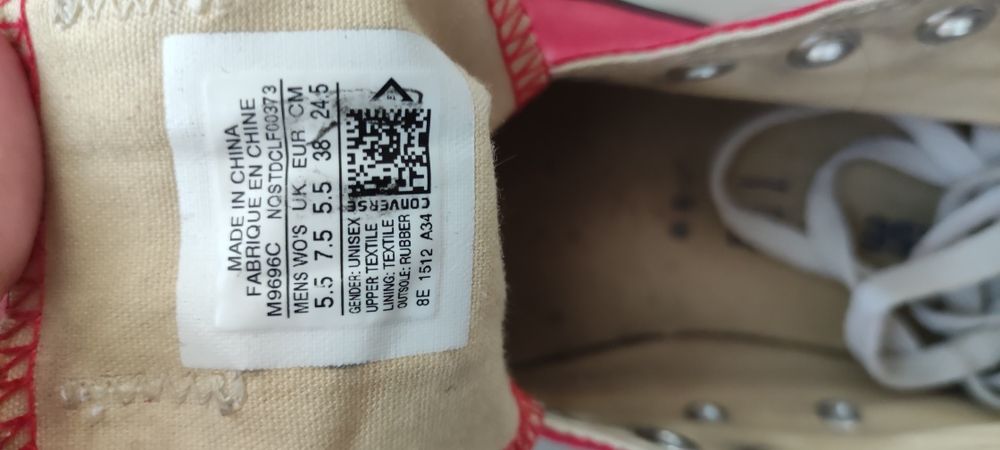 MADE IN CHINA
FABRIQUE EN CHINE
M9696C NQSTDCLF00373
MENS WO'S UK EUR CM
5.5 7.5 5.5 38 24.5
GENDER: UNISEX
UPPER TEXTILE
LINING: TEXTILE
OUTSOLE: RUBBER
8E 1512 A34
CONVERSE